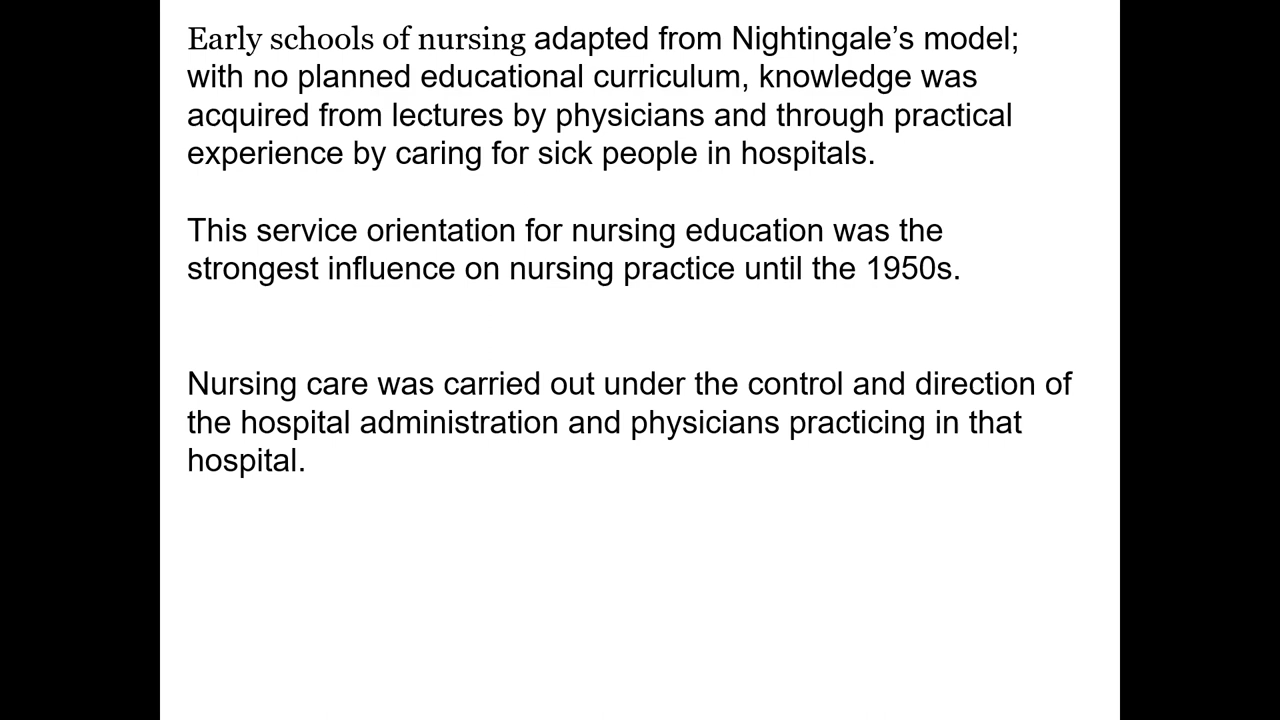 Early schools of nursing adapted from Nightingale’s model;
with no planned educational curriculum, knowledge was
acquired from lectures by physicians and through practical
experience by caring for sick people in hospitals.
This service orientation for nursing education was the
strongest influence on nursing practice until the 1950s.
Nursing care was carried out under the control and direction of
the hospital administration and physicians practicing in that
hospital.